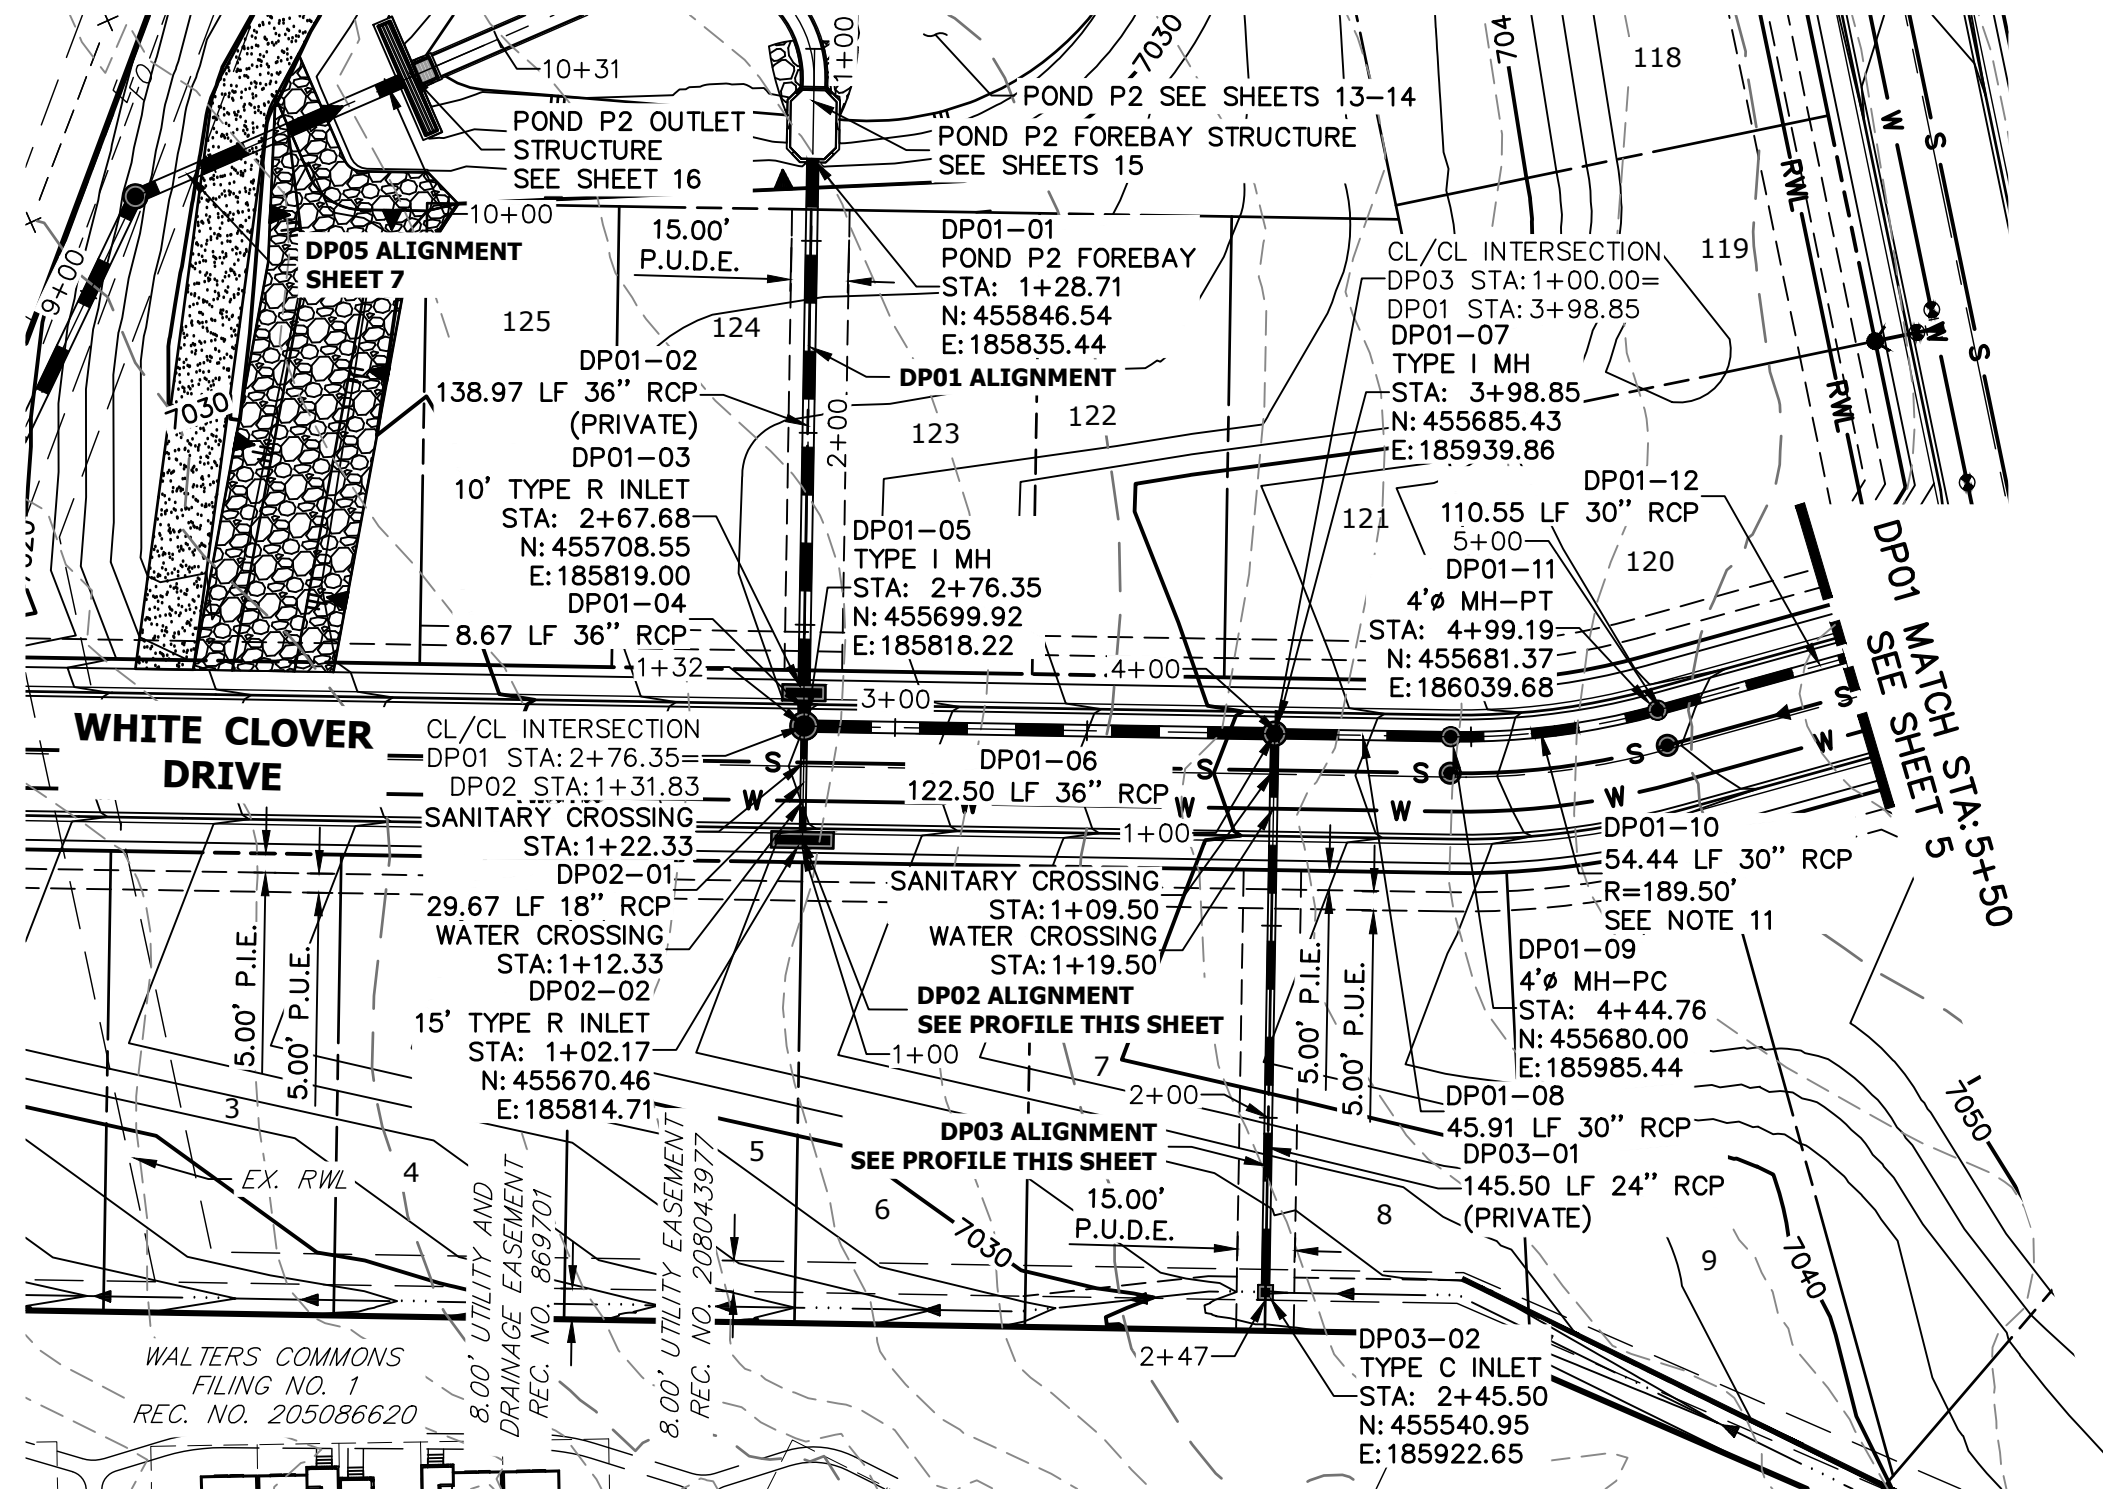 10+31
POND P2 OUTLET
STRUCTURE
SEE SHEET 16
1+00
7030
704
118
POND P2 SEE SHEETS 13-14
POND P2 FOREBAY STRUCTURE
SEE SHEETS 15
W
S
RWL
FO
10+00
DP05 ALIGNMENT
SHEET 7
9+00
15.00'
P.U.D.E.
DP01-01
POND P2 FOREBAY
STA: 1+28.71
N:455846.54
E:185835.44
DP01 ALIGNMENT
CL/CL INTERSECTION
DP03 STA:1+00.00=
DP01 STA:3+98.85
DP01-07
TYPE I MH
STA: 3+98.85
N:455685.43
E:185939.86
119
W
S
RWL
125
124
123
122
121
120
7030
2+00
DP01-02
138.97 LF 36" RCP
(PRIVATE)
DP01-03
10' TYPE R INLET
STA: 2+67.68
N:455708.55
E:185819.00
DP01-04
8.67 LF 36" RCP
1+32
DP01-05
TYPE I MH
STA: 2+76.35
N:455699.92
E:185818.22
DP01-12
110.55 LF 30" RCP
5+00
DP01-11
4'Ø MH-PT
STA: 4+99.19
N:455681.37
E:186039.68
DP01 MATCH STA:5+50
SEE SHEET 5
4+00
3+00
WHITE CLOVER
DRIVE
CL/CL INTERSECTION
DP01 STA:2+76.35=
DP02 STA:1+31.83
SANITARY CROSSING
STA:1+22.33
DP02-01
29.67 LF 18" RCP
WATER CROSSING
STA:1+12.33
DP02-02
15' TYPE R INLET
STA: 1+02.17
N:455670.46
E:185814.71
S
W
DP01-06
122.50 LF 36" RCP
W
S
W
1+00
S
W
S
W
W
S
SANITARY CROSSING
STA:1+09.50
WATER CROSSING
STA:1+19.50
DP02 ALIGNMENT
SEE PROFILE THIS SHEET
1+00
DP01-10
54.44 LF 30" RCP
R=189.50'
SEE NOTE 11
DP01-09
4'Ø MH-PC
STA: 4+44.76
N:455680.00
E:185985.44
DP01-08
45.91 LF 30" RCP
DP03-01
145.50 LF 24" RCP
(PRIVATE)
5.00' P.I.E.
5.00' P.U.E.
5.00' P.I.E.
5.00' P.U.E.
3
4
5
6
7
8
9
2+00
DP03 ALIGNMENT
SEE PROFILE THIS SHEET
15.00'
P.U.D.E.
7030
7050
7040
EX. RWL
8.00' UTILITY AND
DRAINAGE EASEMENT
REC. NO. 869701
8.00' UTILITY EASEMENT
REC. NO. 208043977
WALTERS COMMONS
FILING NO. 1
REC. NO. 205086620
2+47
DP03-02
TYPE C INLET
STA: 2+45.50
N:455540.95
E:185922.65